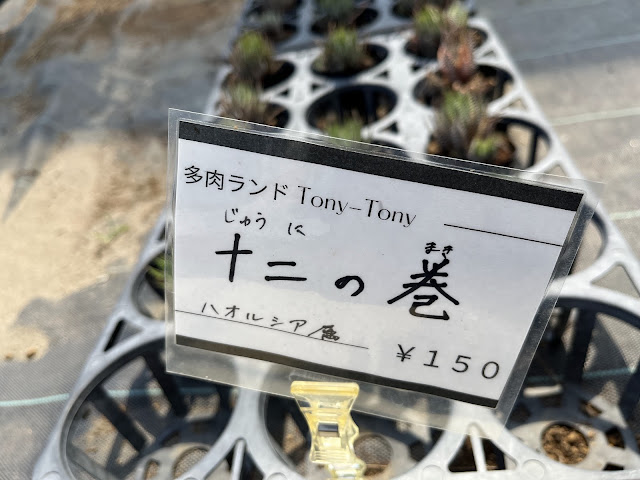 多肉ランド Tony-Tony
じゅう に まき
十二の巻
ハオルシア属
￥150